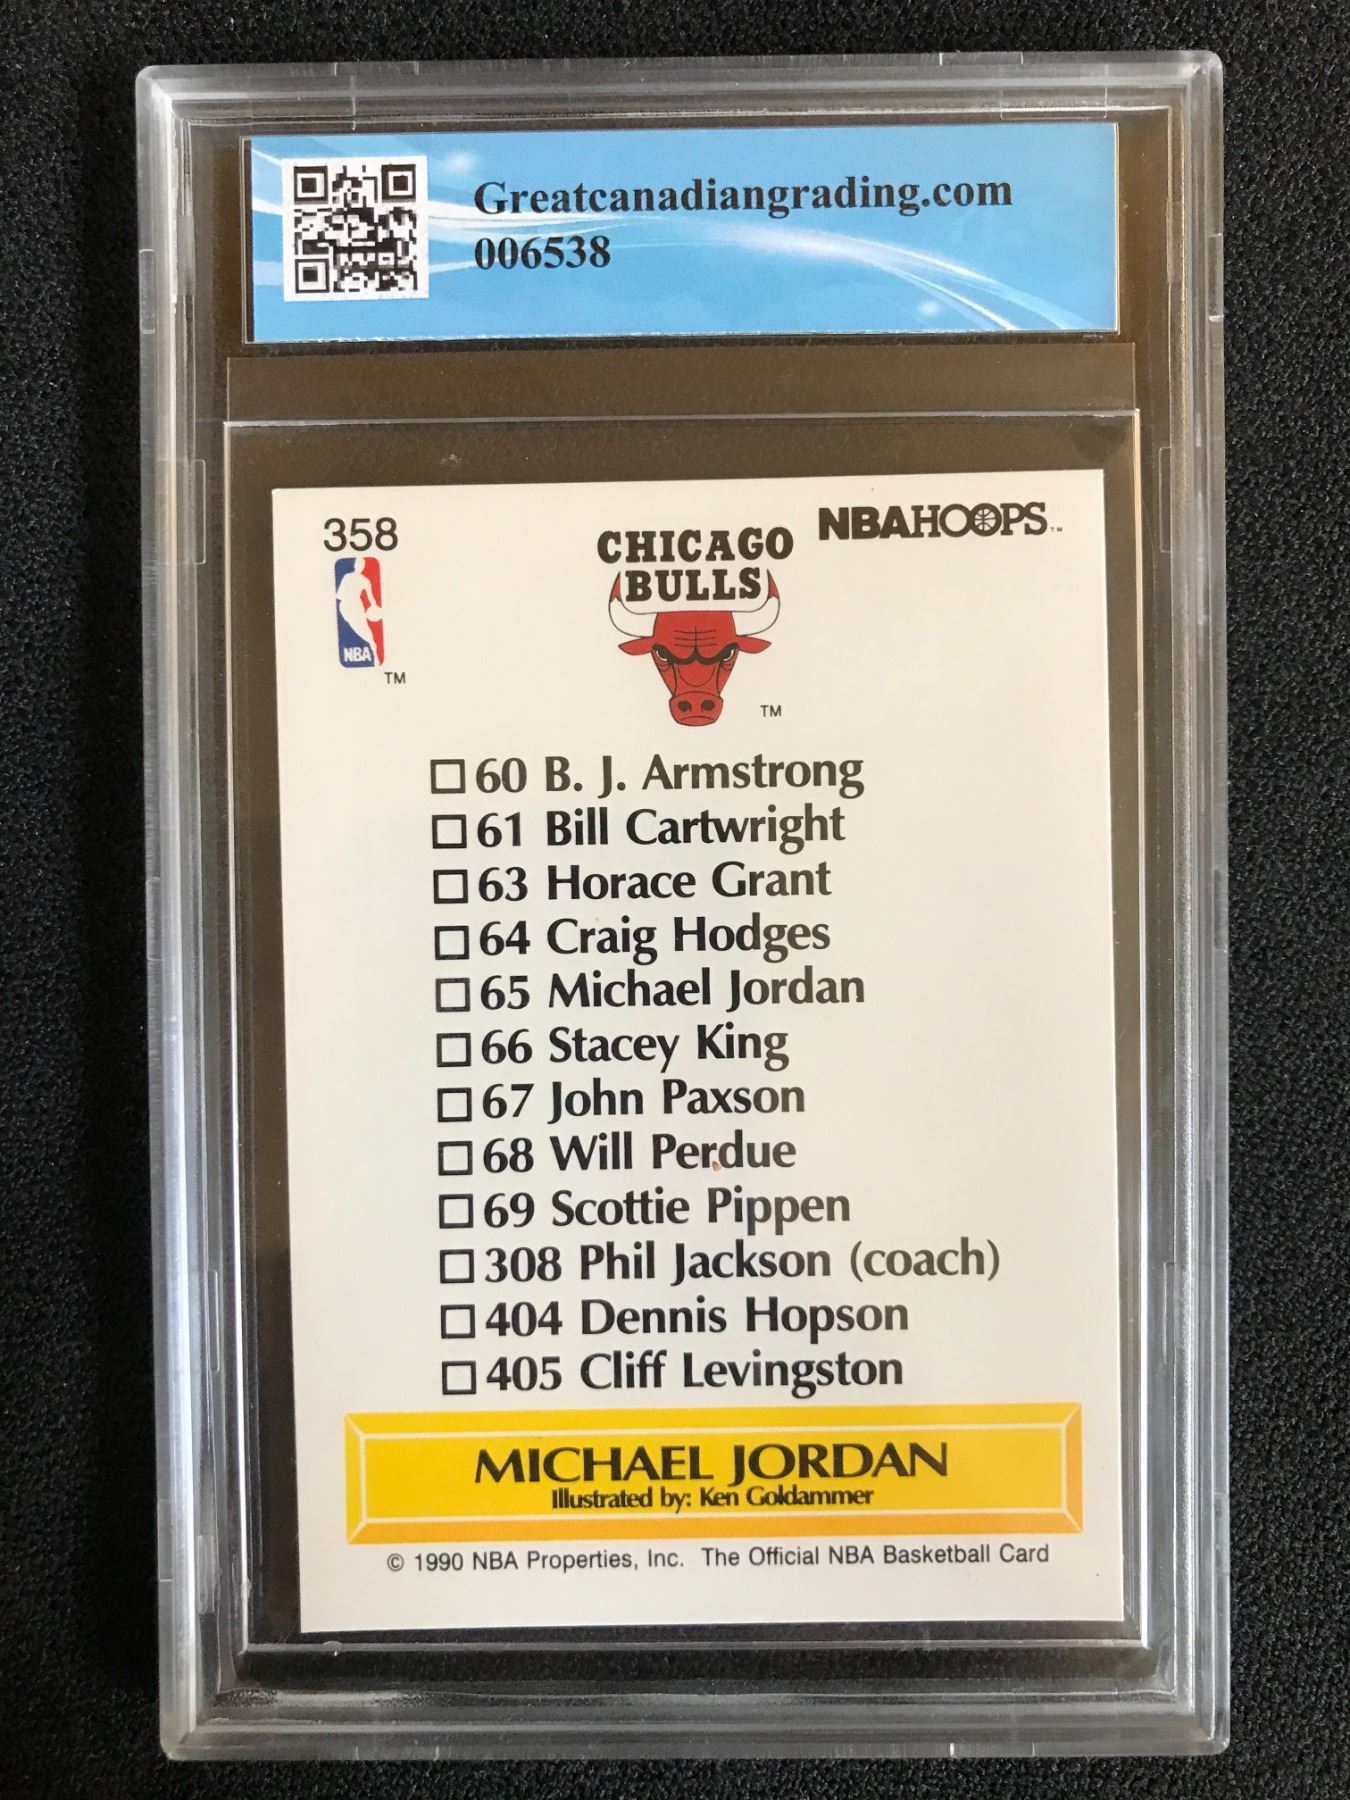 Greatcanadiangrading.com
006538
358
NBA
TM
CHICAGO
BULLS
TM
NBAHOOPS™
60 B. J. Armstrong
61 Bill Cartwright
63 Horace Grant
64 Craig Hodges
65 Michael Jordan
66 Stacey King
67 John Paxson
68 Will Perdue
69 Scottie Pippen
308 Phil Jackson (coach)
404 Dennis Hopson
405 Cliff Levingston
MICHAEL JORDAN
Illustrated by: Ken Goldammer
© 1990 NBA Properties, Inc. The Official NBA Basketball Card